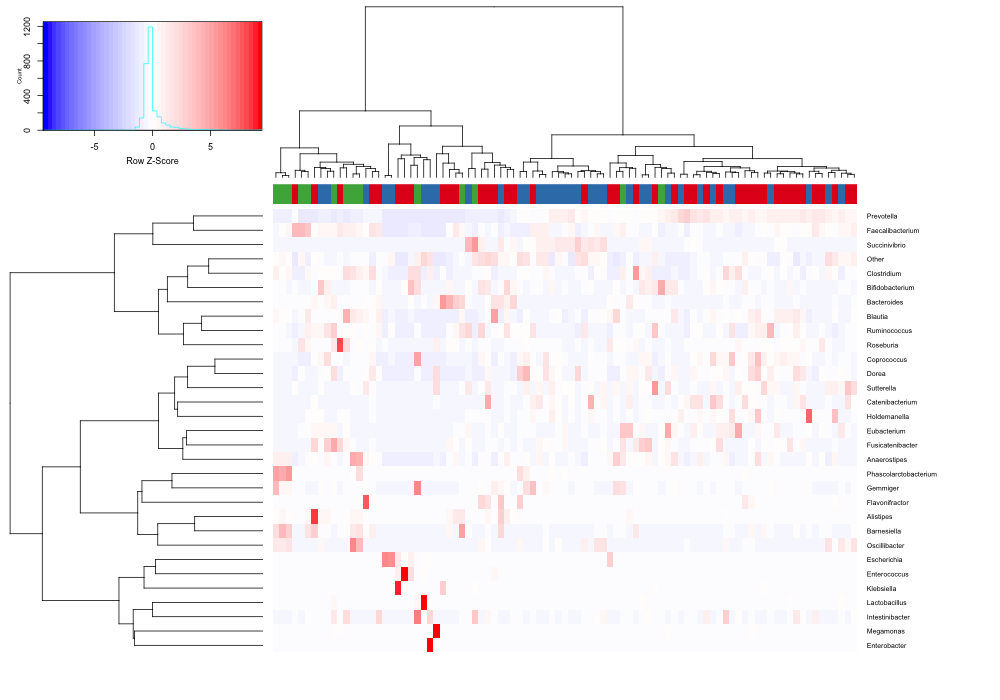 1200
800
400
0
Count
-5 0 5
Row Z-Score
Prevotella
Faecalibacterium
Succinivibrio
Other
Clostridium
Bifidobacterium
Bacteroides
Blautia
Ruminococcus
Roseburia
Coprococcus
Dorea
Sutterella
Catenibacterium
Holdemanella
Eubacterium
Fusicatenibacter
Anaerostipes
Phascolarctobacterium
Gemmiger
Flavonifractor
Alistipes
Barnesiella
Oscillibacter
Escherichia
Enterococcus
Klebsiella
Lactobacillus
Intestinibacter
Megamonas
Enterobacter